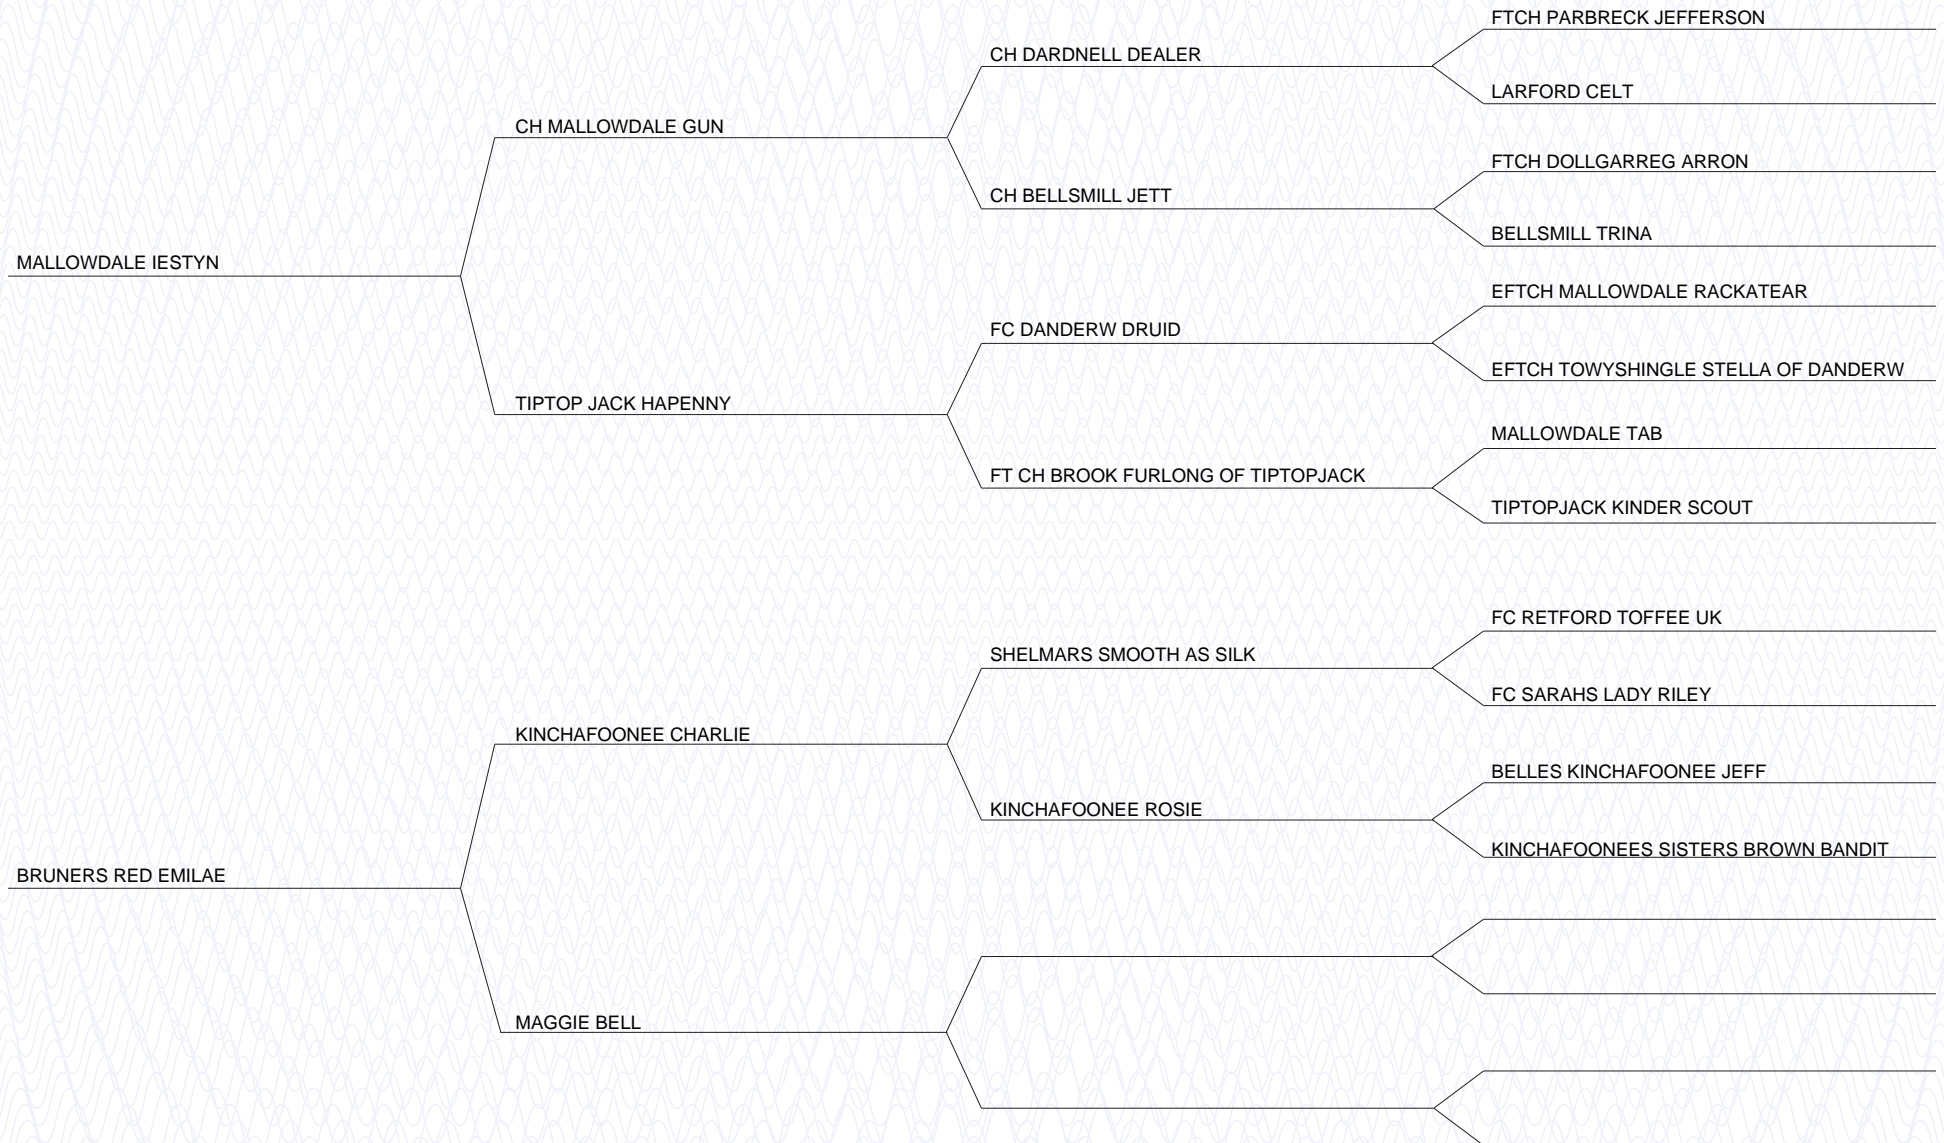 FTCH PARBRECK JEFFERSON
CH DARDNELL DEALER
LARFORD CELT
CH MALLOWDALE GUN
FTCH DOLLGARREG ARRON
CH BELLSMILL JETT
BELLSMILL TRINA
MALLOWDALE IESTYN
EFTCH MALLOWDALE RACKATEAR
FC DANDERW DRUID
EFTCH TOWYSHINGLE STELLA OF DANDERW
TIPTOP JACK HAPENNY
MALLOWDALE TAB
FT CH BROOK FURLONG OF TIPTOPJACK
TIPTOPJACK KINDER SCOUT
FC RETFORD TOFFEE UK
SHELMARS SMOOTH AS SILK
FC SARAHS LADY RILEY
KINCHAFOONEE CHARLIE
BELLES KINCHAFOONEE JEFF
KINCHAFOONEE ROSIE
KINCHAFOONEES SISTERS BROWN BANDIT
BRUNERS RED EMILAE
MAGGIE BELL